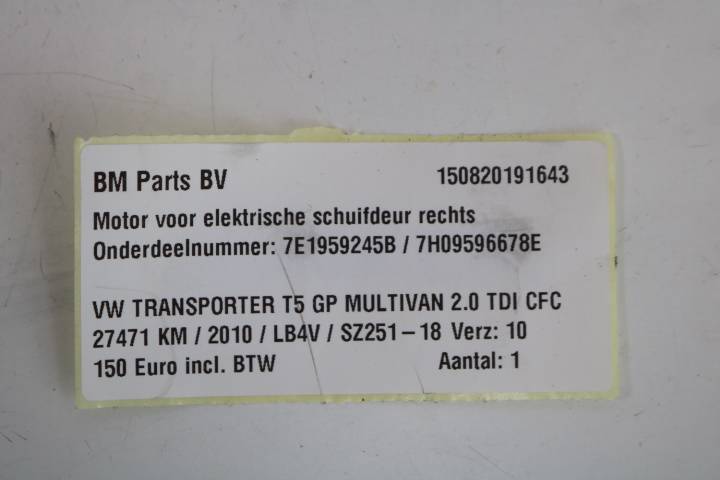 BM Parts BV 150820191643
Motor voor elektrische schuifdeur rechts
Onderdeelnummer: 7E1959245B / 7H09596678E
VW TRANSPORTER T5 GP MULTIVAN 2.0 TDI CFC
27471 KM / 2010 / LB4V / SZ251-18 Verz: 10
150 Euro incl. BTW Aantal: 1